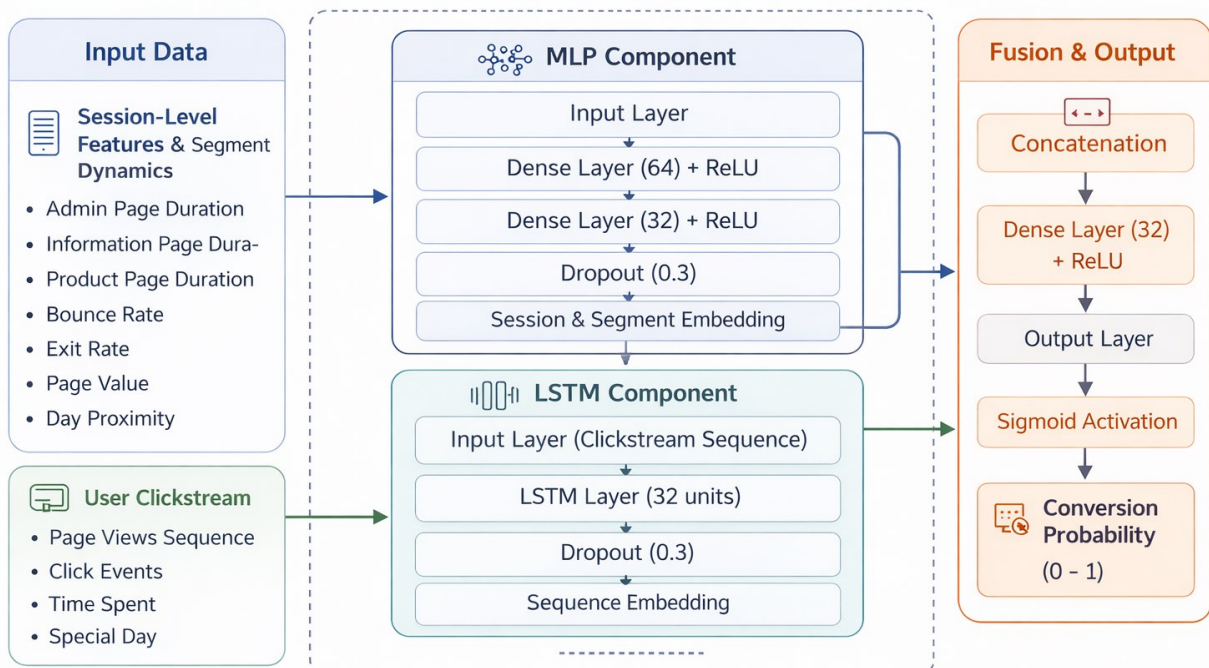 Input Data
Session-Level
Features & Segment
Dynamics
• Admin Page Duration
• Information Page Dura-
• Product Page Duration
• Bounce Rate
• Exit Rate
• Page Value
• Day Proximity
User Clickstream
• Page Views Sequence
• Click Events
• Time Spent
• Special Day
MLP Component
Input Layer
Dense Layer (64) + ReLU
Dense Layer (32) + ReLU
Dropout (0.3)
Session & Segment Embedding
LSTM Component
Input Layer (Clickstream Sequence)
LSTM Layer (32 units)
Dropout (0.3)
Sequence Embedding
Fusion & Output
Concatenation
Dense Layer (32)
+ ReLU
Output Layer
Sigmoid Activation
Conversion
Probability
(0 - 1)